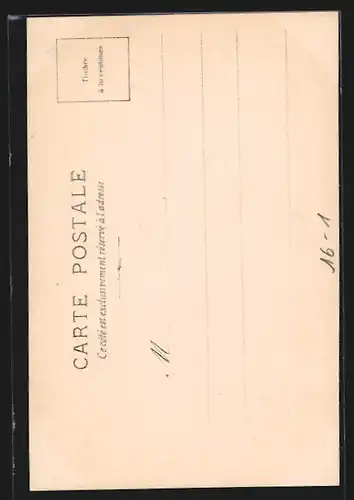 CARTE POSTALE
Ce côté est exclusivement réservé à l'adresse
Timbre
à 10 centimes
M
16-1